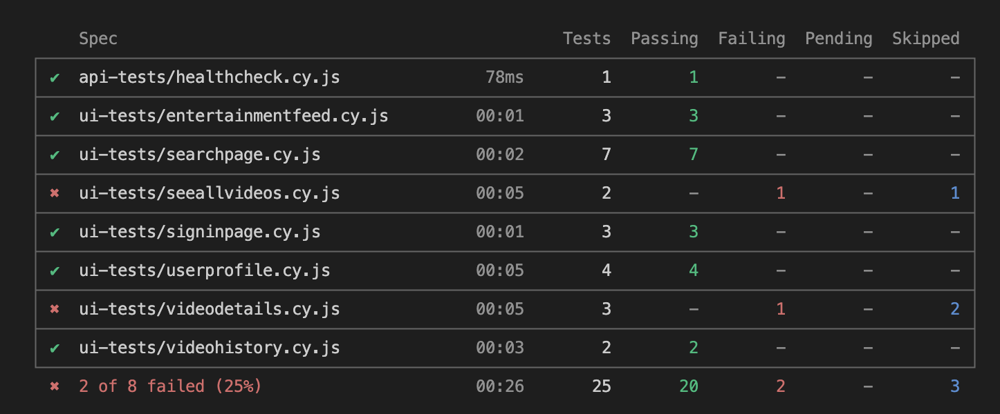 Spec Tests Passing Failing Pending Skipped
✔ api-tests/healthcheck.cy.js 78ms 1 1 – – –
✔ ui-tests/entertainmentfeed.cy.js 00:01 3 3 – – –
✔ ui-tests/searchpage.cy.js 00:02 7 7 – – –
✖ ui-tests/seeallvideos.cy.js 00:05 2 – 1 – 1
✔ ui-tests/signinpage.cy.js 00:01 3 3 – – –
✔ ui-tests/userprofile.cy.js 00:05 4 4 – – –
✖ ui-tests/videodetails.cy.js 00:05 3 – 1 – 2
✔ ui-tests/videohistory.cy.js 00:03 2 2 – – –
✖ 2 of 8 failed (25%) 00:26 25 20 2 – 3